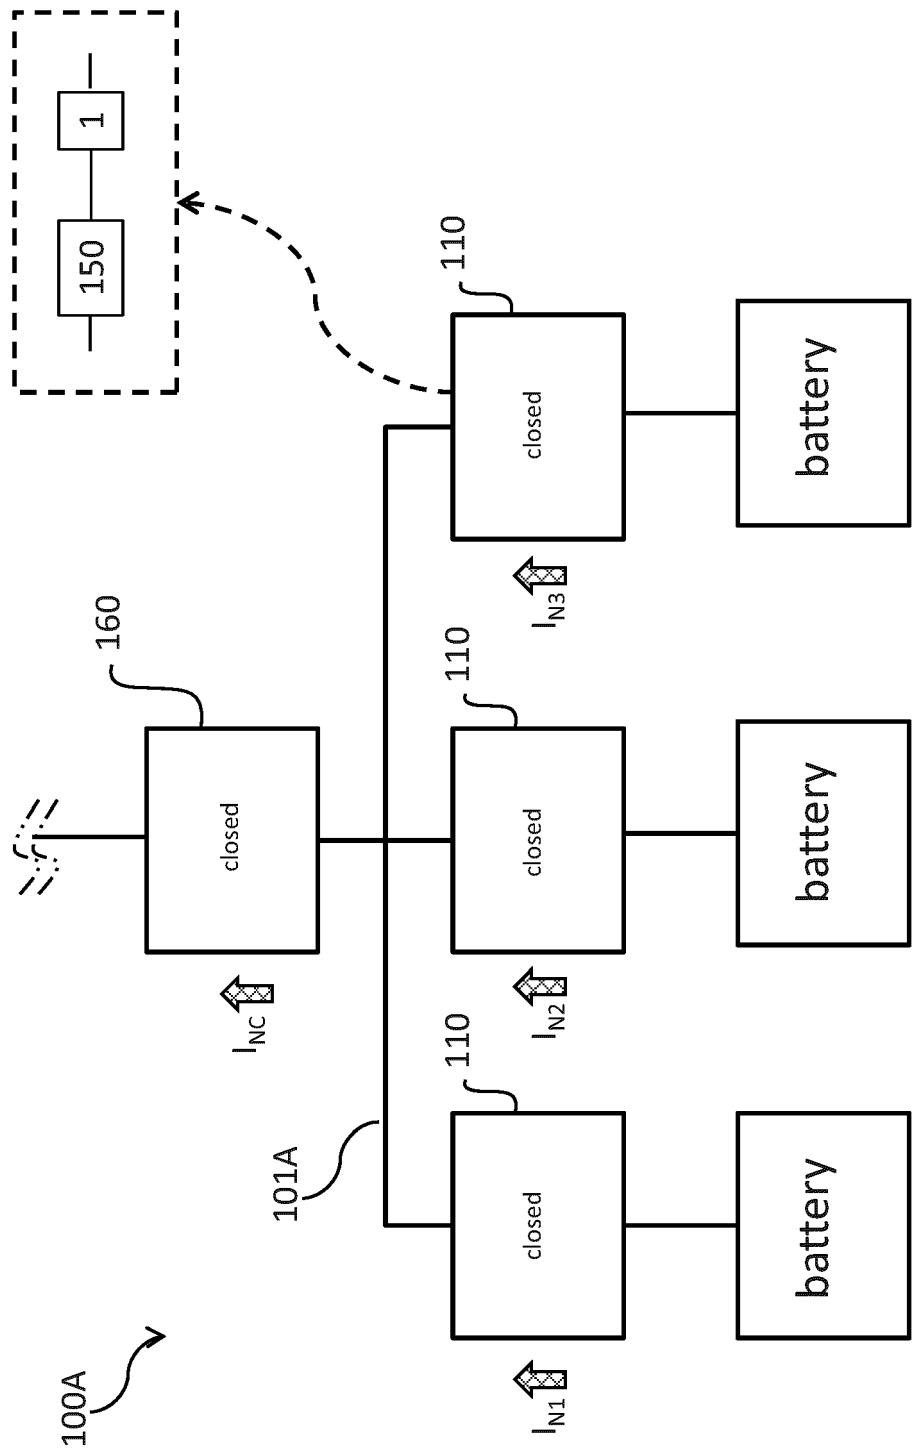 100A
101A
160
I_NC
closed
150
1
110
110
110
I_N1
I_N2
I_N3
closed
closed
closed
battery
battery
battery